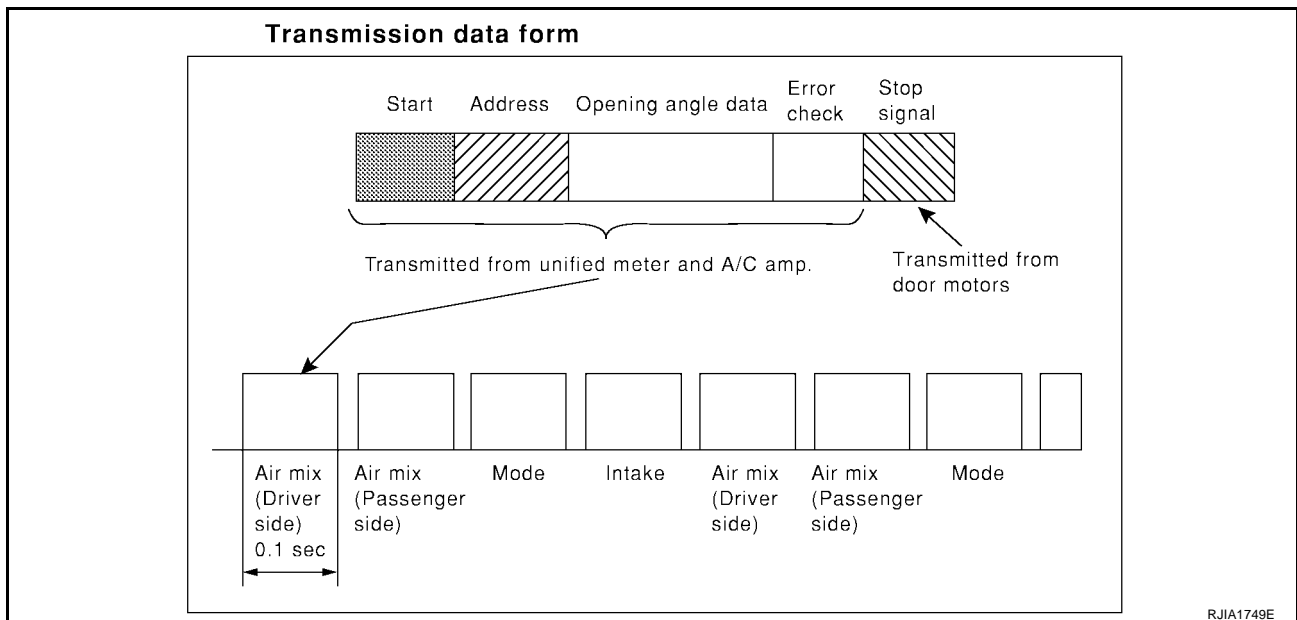 Transmission data form
Start
Address
Opening angle data
Error
check
Stop
signal
Transmitted from unified meter and A/C amp.
Transmitted from
door motors
Air mix
(Driver
side)
0.1 sec
Air mix
(Passenger
side)
Mode
Intake
Air mix
(Driver
side)
Air mix
(Passenger
side)
Mode
RJIA1749E